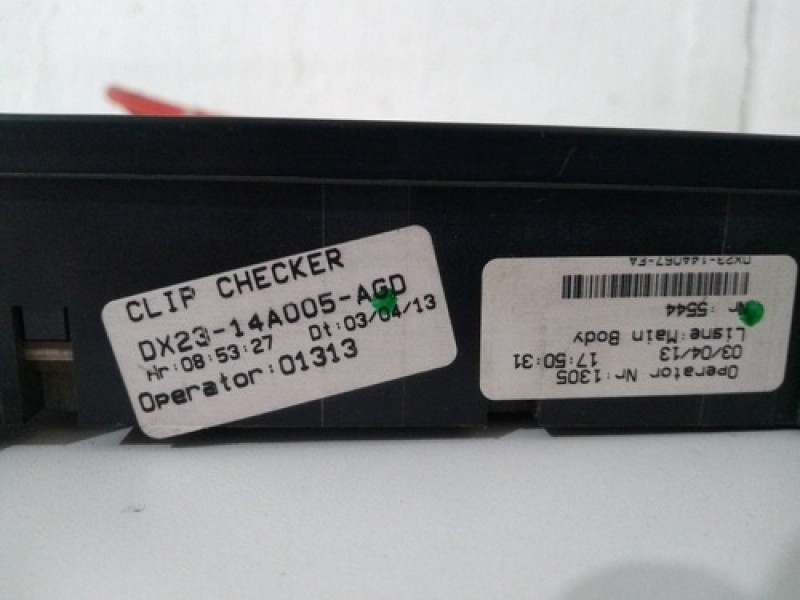 CLIP CHECKER
DX23-14A005-AGD
Hr:08:53:27 Dt:03/04/13
Operator:01313
Operator Nr:1305
03/04/13 17:50:31
Ligne:Main Body
Nr:5544